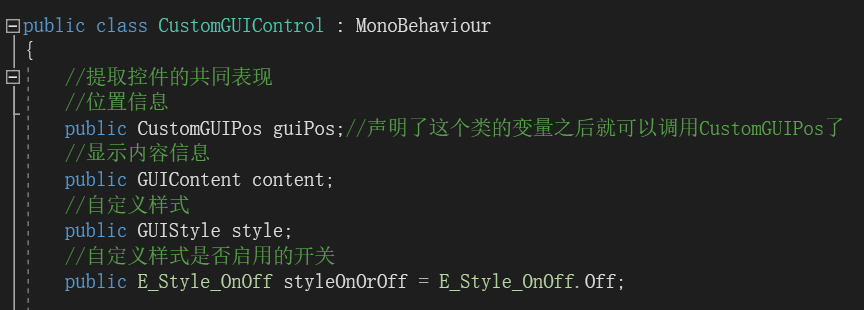 public class CustomGUIControl : MonoBehaviour
{
//提取控件的共同表现
//位置信息
public CustomGUIPos guiPos;//声明了这个类的变量之后就可以调用CustomGUIPos了
//显示内容信息
public GUIContent content;
//自定义样式
public GUIStyle style;
//自定义样式是否启用的开关
public E_Style_OnOff styleOnOrOff = E_Style_OnOff.Off;